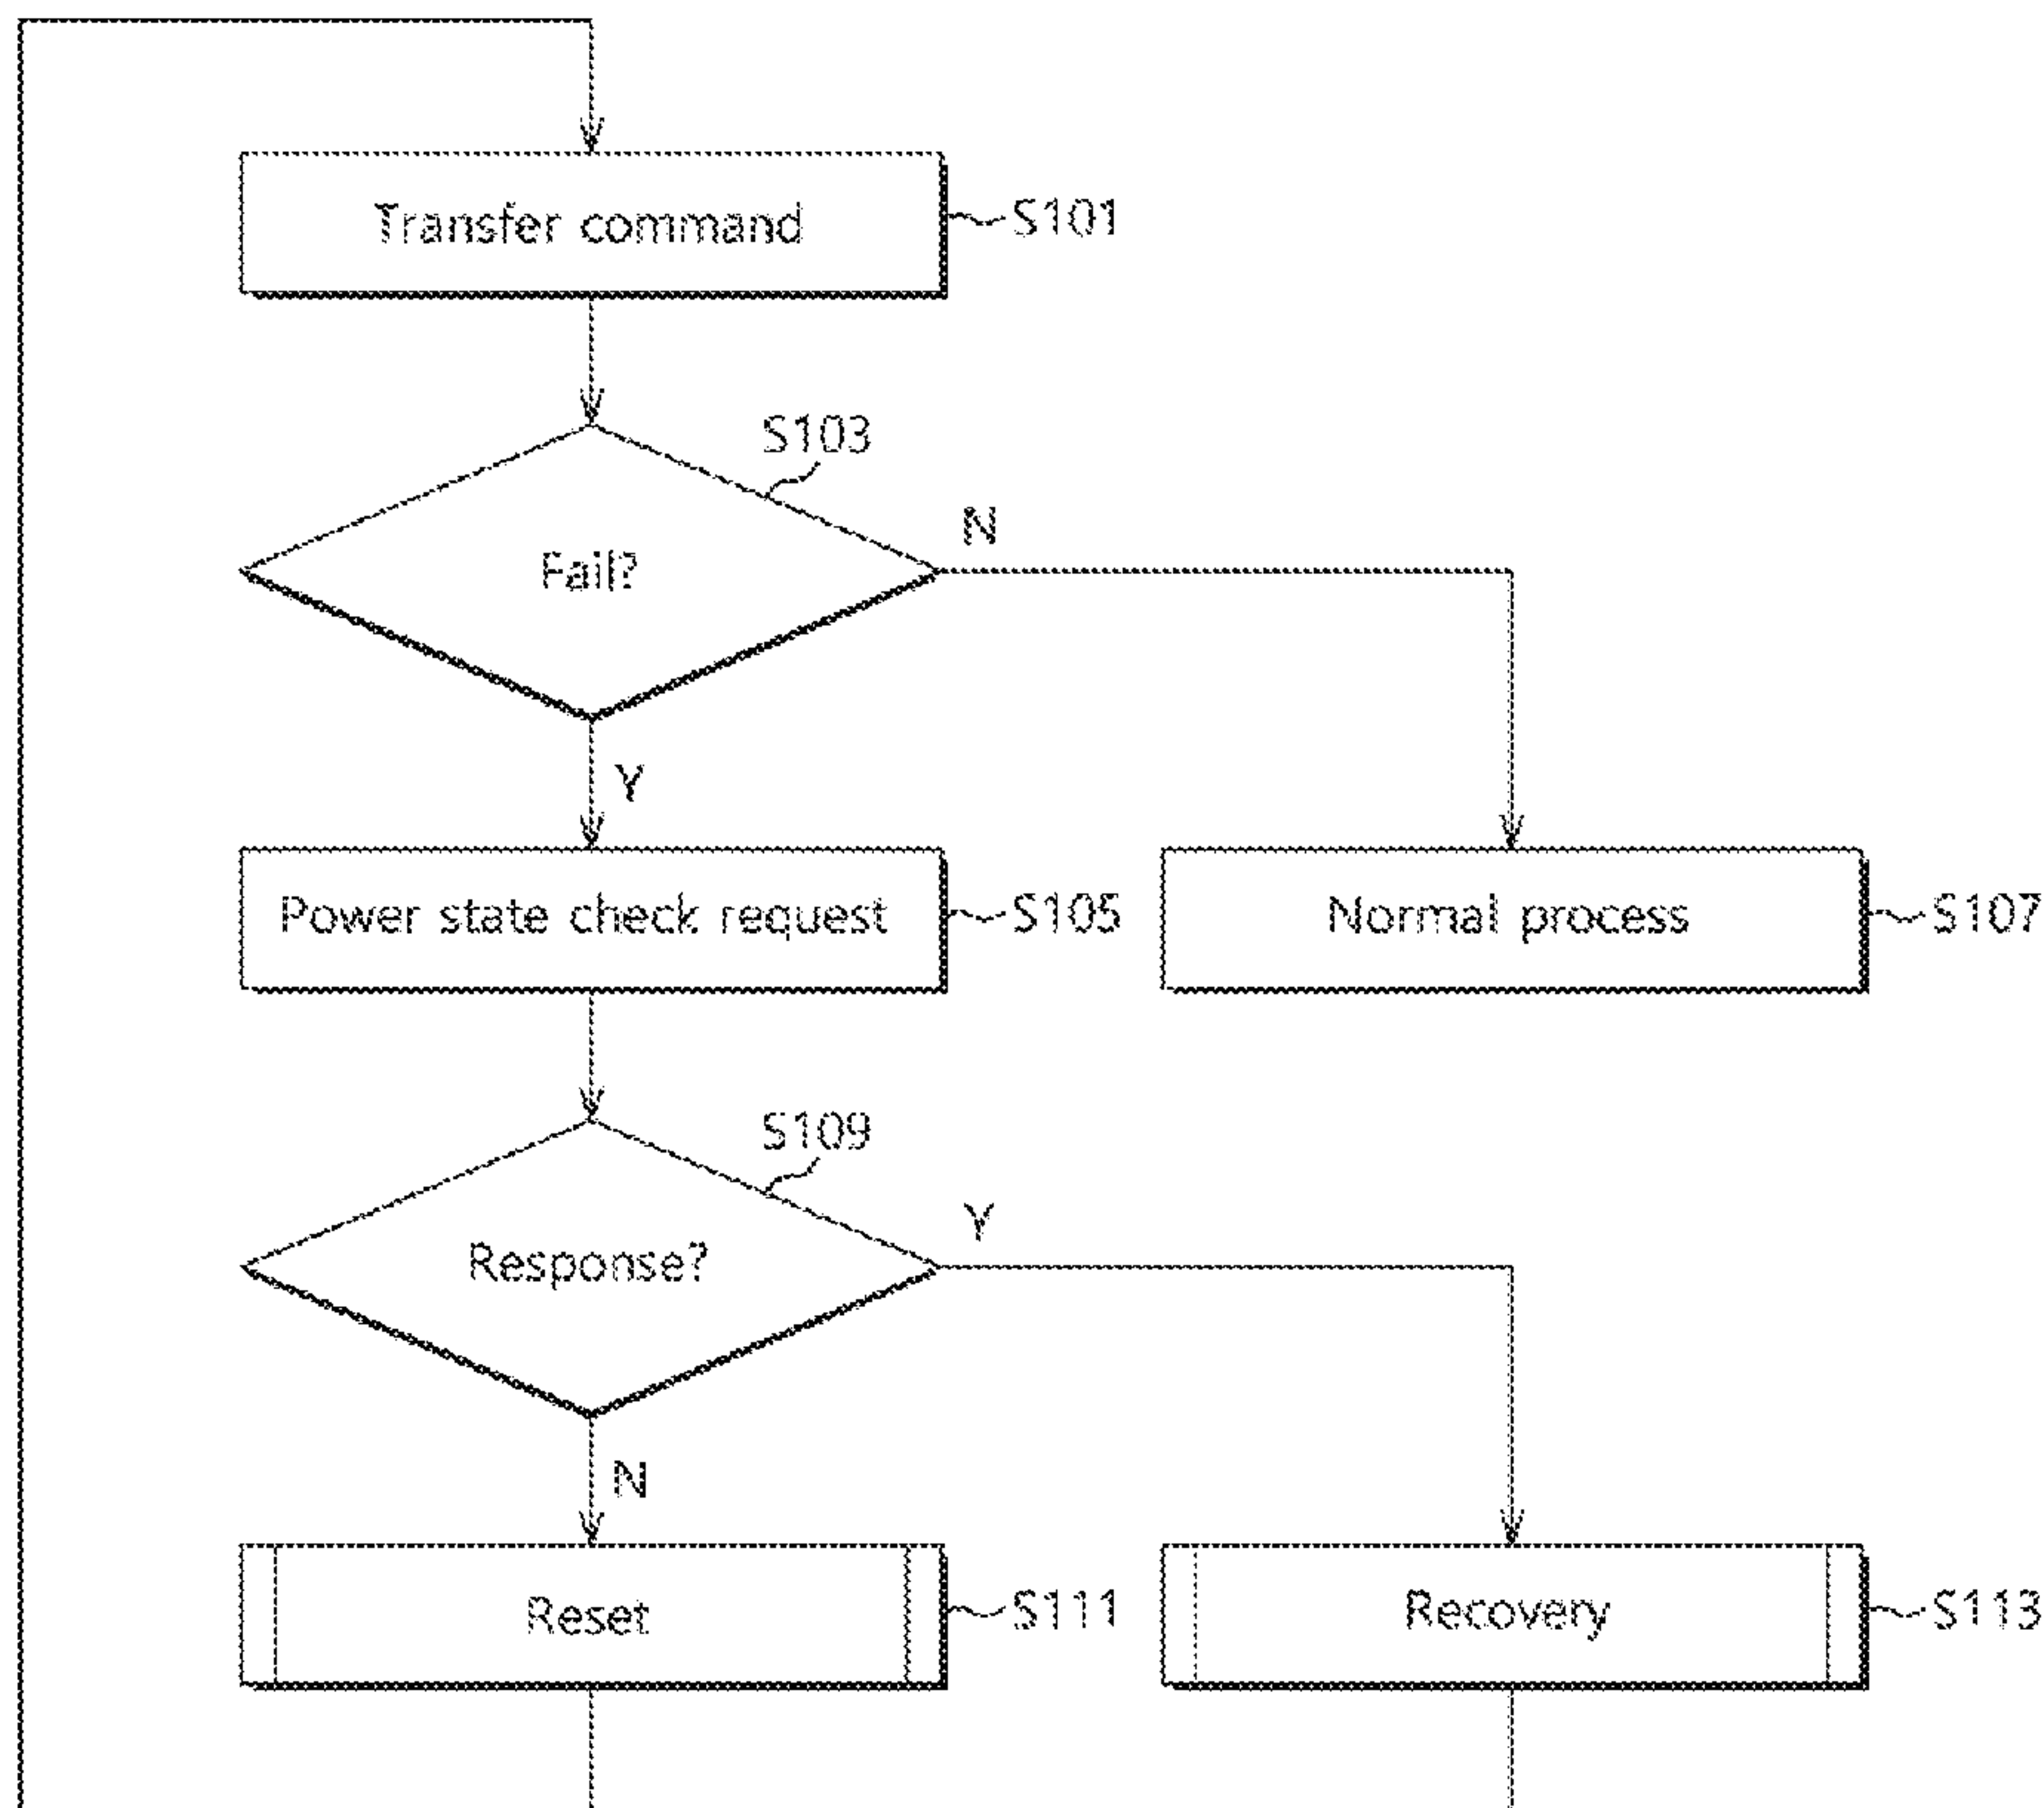 Transfer command
S101
S103
Fail?
N
Y
Power state check request
S105
Normal process
S107
S109
Response?
Y
N
Reset
S111
Recovery
S113